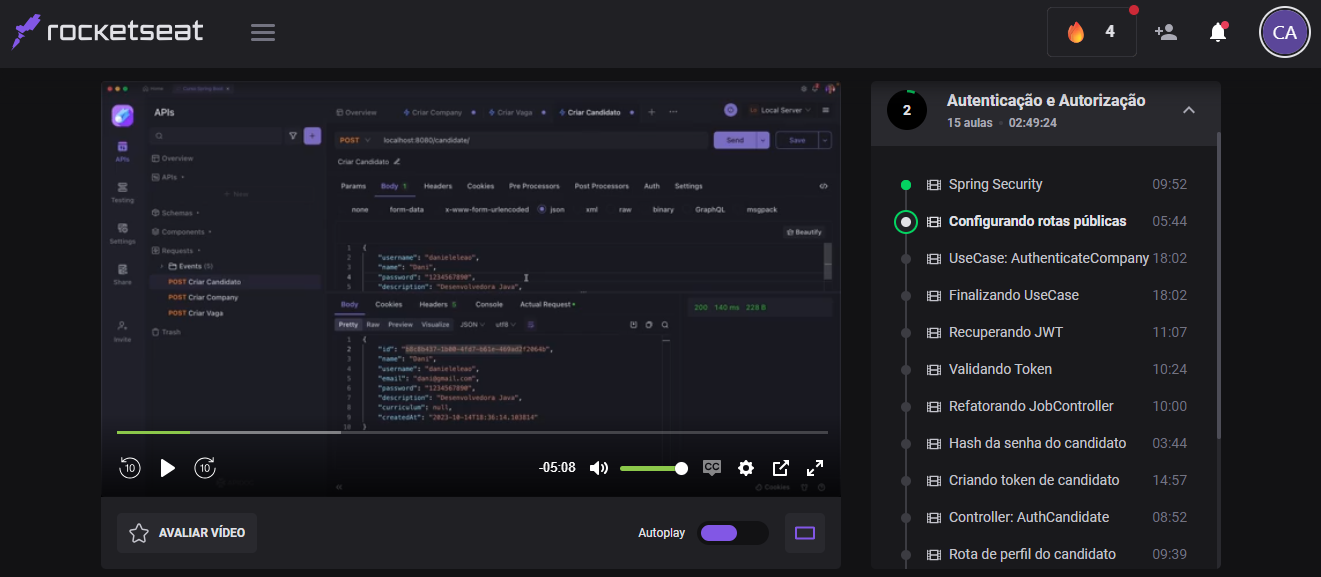 rocketseat
4
CA
Home
Curso Spring Boot
APIs
Overview
Criar Company
Criar Vaga
Criar Candidato
Local Server
APIs
Testing
Settings
Share
Invite
Overview
APIs
New
Schemas
Components
Requests
Events (5)
POST Criar Candidato
POST Criar Company
POST Criar Vaga
Trash
POST
localhost:8080/candidate/
Send
Save
Criar Candidato
Params Body 1 Headers Cookies Pre Processors Post Processors Auth Settings
none form-data x-www-form-urlencoded json xml raw binary GraphQL msgpack
Beautify
1 {
2 "username": "danieleleao",
3 "name": "Dani",
4 "password": "1234567890",
5 "description": "Desenvolvedora Java",
Body Cookies Headers 5 Console Actual Request
200 140 ms 228 B
Pretty Raw Preview Visualize JSON utf8
1 {
2 "id":
3 "name": "Dani",
4 "username": "danieleleao",
5 "email": "dani@gmail.com",
6 "password": "1234567890",
7 "description": "Desenvolvedora Java",
8 "curriculum": null,
9 "createdAt": "2023-10-14T18:36:14.103814"
10 }
10
10
-05:08
CC
Cookies
AVALIAR VÍDEO
Autoplay
2
Autenticação e Autorização
15 aulas • 02:49:24
Spring Security 09:52
Configurando rotas públicas 05:44
UseCase: AuthenticateCompany 18:02
Finalizando UseCase 18:02
Recuperando JWT 11:07
Validando Token 10:24
Refatorando JobController 10:00
Hash da senha do candidato 03:44
Criando token de candidato 14:57
Controller: AuthCandidate 08:52
Rota de perfil do candidato 09:39